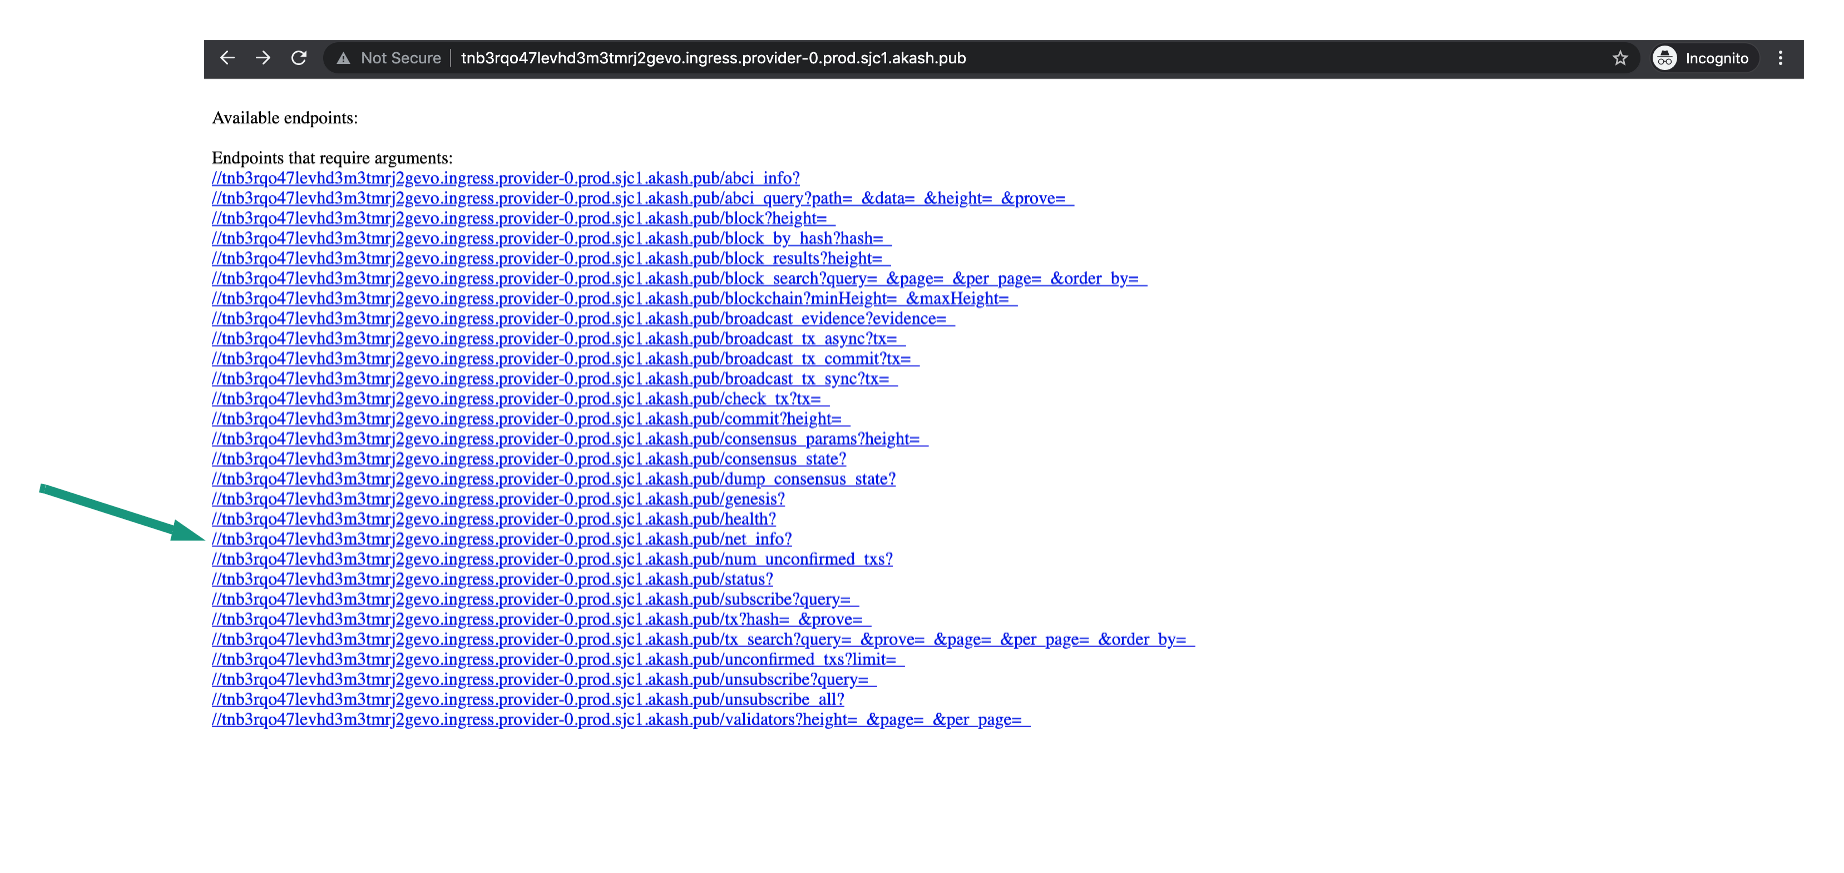 Not Secure | tnb3rqo47levhd3m3tmrj2gevo.ingress.provider-0.prod.sjc1.akash.pub Incognito
Available endpoints:
Endpoints that require arguments:
//tnb3rqo47levhd3m3tmrj2gevo.ingress.provider-0.prod.sjc1.akash.pub/abci_info?
//tnb3rqo47levhd3m3tmrj2gevo.ingress.provider-0.prod.sjc1.akash.pub/abci_query?path=_&data=_&height=_&prove=_
//tnb3rqo47levhd3m3tmrj2gevo.ingress.provider-0.prod.sjc1.akash.pub/block?height=_
//tnb3rqo47levhd3m3tmrj2gevo.ingress.provider-0.prod.sjc1.akash.pub/block_by_hash?hash=_
//tnb3rqo47levhd3m3tmrj2gevo.ingress.provider-0.prod.sjc1.akash.pub/block_results?height=_
//tnb3rqo47levhd3m3tmrj2gevo.ingress.provider-0.prod.sjc1.akash.pub/block_search?query=_&page=_&per_page=_&order_by=_
//tnb3rqo47levhd3m3tmrj2gevo.ingress.provider-0.prod.sjc1.akash.pub/blockchain?minHeight=_&maxHeight=_
//tnb3rqo47levhd3m3tmrj2gevo.ingress.provider-0.prod.sjc1.akash.pub/broadcast_evidence?evidence=_
//tnb3rqo47levhd3m3tmrj2gevo.ingress.provider-0.prod.sjc1.akash.pub/broadcast_tx_async?tx=_
//tnb3rqo47levhd3m3tmrj2gevo.ingress.provider-0.prod.sjc1.akash.pub/broadcast_tx_commit?tx=_
//tnb3rqo47levhd3m3tmrj2gevo.ingress.provider-0.prod.sjc1.akash.pub/broadcast_tx_sync?tx=_
//tnb3rqo47levhd3m3tmrj2gevo.ingress.provider-0.prod.sjc1.akash.pub/check_tx?tx=_
//tnb3rqo47levhd3m3tmrj2gevo.ingress.provider-0.prod.sjc1.akash.pub/commit?height=_
//tnb3rqo47levhd3m3tmrj2gevo.ingress.provider-0.prod.sjc1.akash.pub/consensus_params?height=_
//tnb3rqo47levhd3m3tmrj2gevo.ingress.provider-0.prod.sjc1.akash.pub/consensus_state?
//tnb3rqo47levhd3m3tmrj2gevo.ingress.provider-0.prod.sjc1.akash.pub/dump_consensus_state?
//tnb3rqo47levhd3m3tmrj2gevo.ingress.provider-0.prod.sjc1.akash.pub/genesis?
//tnb3rqo47levhd3m3tmrj2gevo.ingress.provider-0.prod.sjc1.akash.pub/health?
//tnb3rqo47levhd3m3tmrj2gevo.ingress.provider-0.prod.sjc1.akash.pub/net_info?
//tnb3rqo47levhd3m3tmrj2gevo.ingress.provider-0.prod.sjc1.akash.pub/num_unconfirmed_txs?
//tnb3rqo47levhd3m3tmrj2gevo.ingress.provider-0.prod.sjc1.akash.pub/status?
//tnb3rqo47levhd3m3tmrj2gevo.ingress.provider-0.prod.sjc1.akash.pub/subscribe?query=_
//tnb3rqo47levhd3m3tmrj2gevo.ingress.provider-0.prod.sjc1.akash.pub/tx?hash=_&prove=_
//tnb3rqo47levhd3m3tmrj2gevo.ingress.provider-0.prod.sjc1.akash.pub/tx_search?query=_&prove=_&page=_&per_page=_&order_by=_
//tnb3rqo47levhd3m3tmrj2gevo.ingress.provider-0.prod.sjc1.akash.pub/unconfirmed_txs?limit=_
//tnb3rqo47levhd3m3tmrj2gevo.ingress.provider-0.prod.sjc1.akash.pub/unsubscribe?query=_
//tnb3rqo47levhd3m3tmrj2gevo.ingress.provider-0.prod.sjc1.akash.pub/unsubscribe_all?
//tnb3rqo47levhd3m3tmrj2gevo.ingress.provider-0.prod.sjc1.akash.pub/validators?height=_&page=_&per_page=_